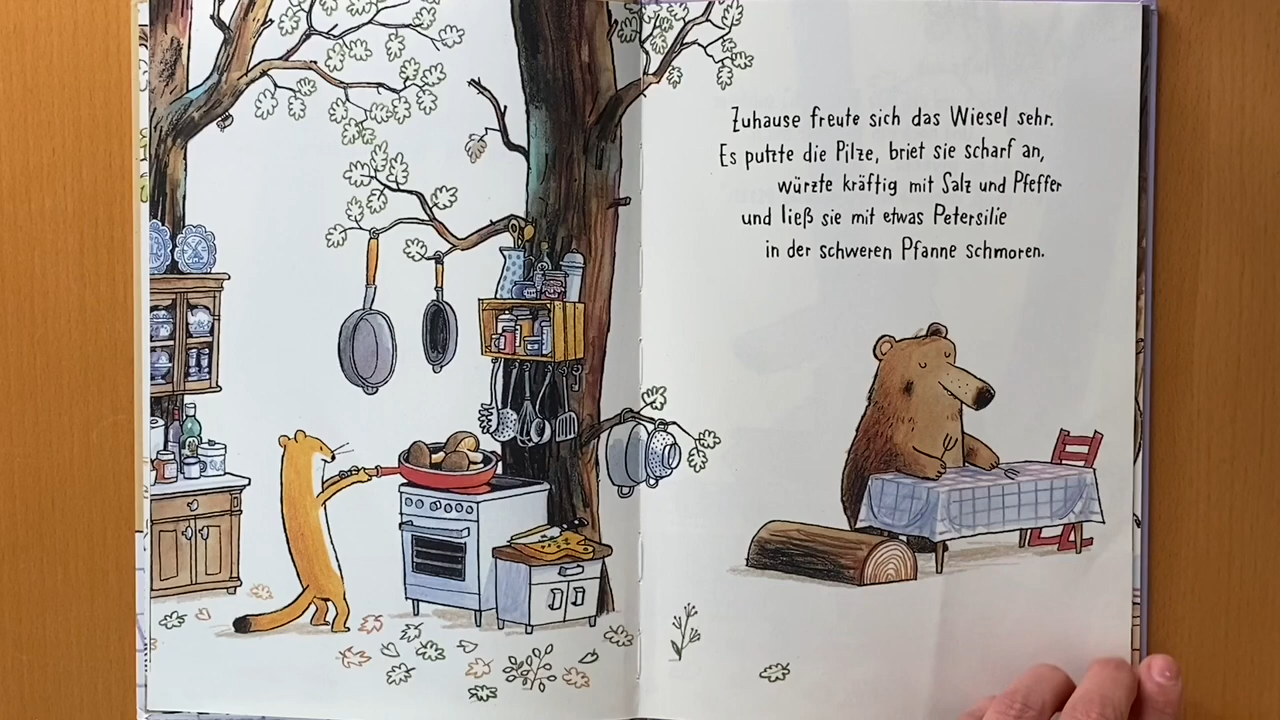 Zuhause freute sich das Wiesel sehr.
Es putzte die Pilze, briet sie scharf an,
würzte kräftig mit Salz und Pfeffer
und ließ sie mit etwas Petersilie
in der schweren Pfanne schmoren.